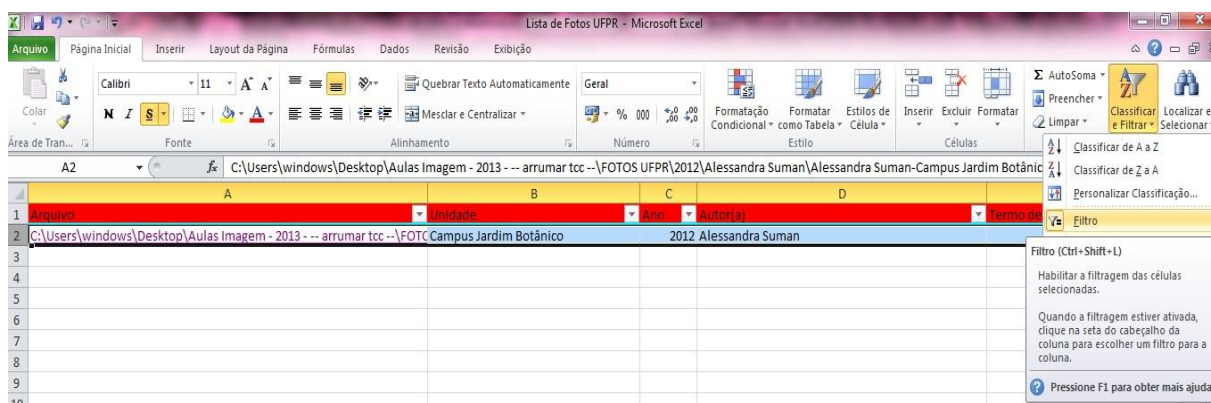 Lista de Fotos UFPR - Microsoft Excel
Arquivo Página Inicial Inserir Layout da Página Fórmulas Dados Revisão Exibição
Colar
Calibri 11 A A
N I S A
Quebrar Texto Automaticamente
Mesclar e Centralizar
Geral
% 000 ,0 ,00 ,00 ,0
Formatação Condicional
Formatar como Tabela
Estilos de Célula
Inserir Excluir Formatar
Σ AutoSoma
Preencher
Limpar
Classificar e Filtrar
Localizar e Selecionar
Área de Tran... Fonte Alinhamento Número Estilo Células
A2 fx C:\Users\windows\Desktop\Aulas Imagem - 2013 - -- arrumar tcc --\FOTOS UFPR\2012\Alessandra Suman\Alessandra Suman-Campus Jardim Botânic
A B C D
1 Arquivo Unidade Ano Autor(a) Termo de
2 C:\Users\windows\Desktop\Aulas Imagem - 2013 - -- arrumar tcc --\FOTO Campus Jardim Botânico 2012 Alessandra Suman
3
4
5
6
7
8
9
10
Classificar de A a Z
Classificar de Z a A
Personalizar Classificação...
Filtro
Filtro (Ctrl+Shift+L)
Habilitar a filtragem das células
selecionadas.
Quando a filtragem estiver ativada,
clique na seta do cabeçalho da
coluna para escolher um filtro para a
coluna.
Pressione F1 para obter mais ajuda